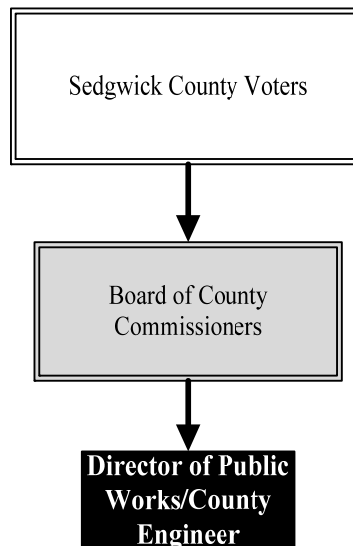 Sedgwick County Voters
Board of County
Commissioners
Director of Public
Works/County
Engineer